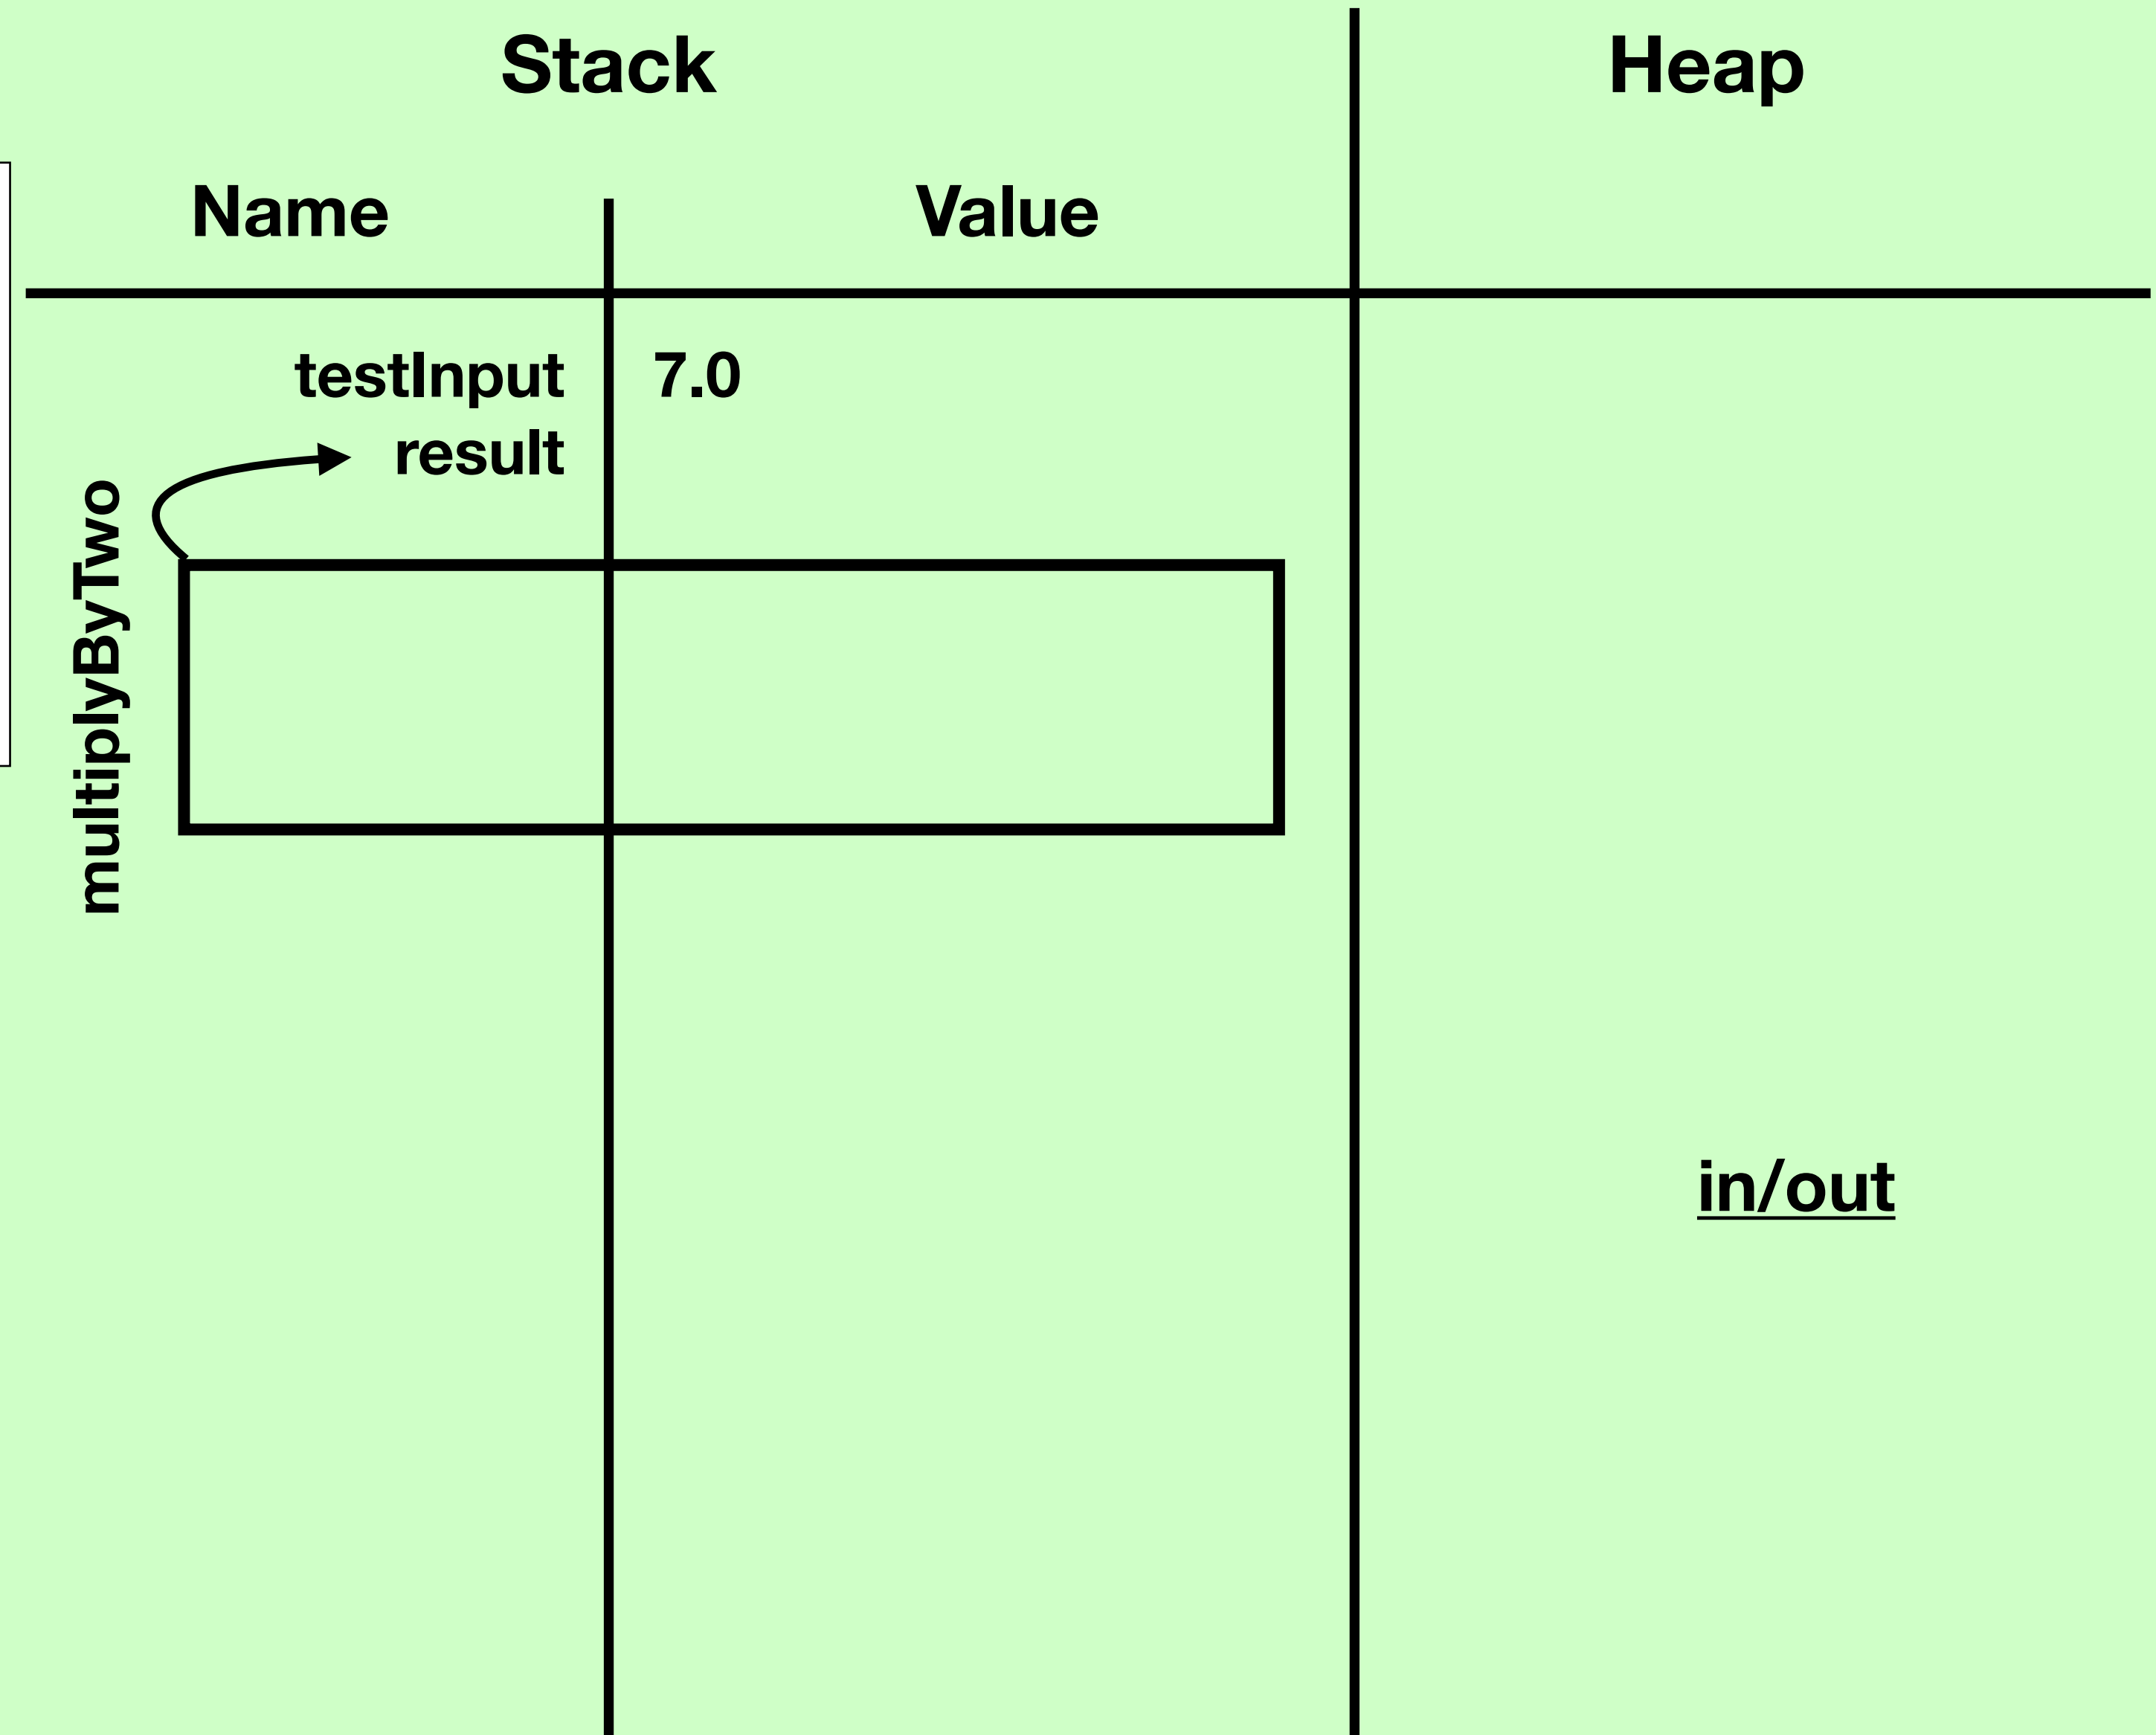 Stack
Heap
Name
Value
testInput
7.0
result
multiplyByTwo
in/out